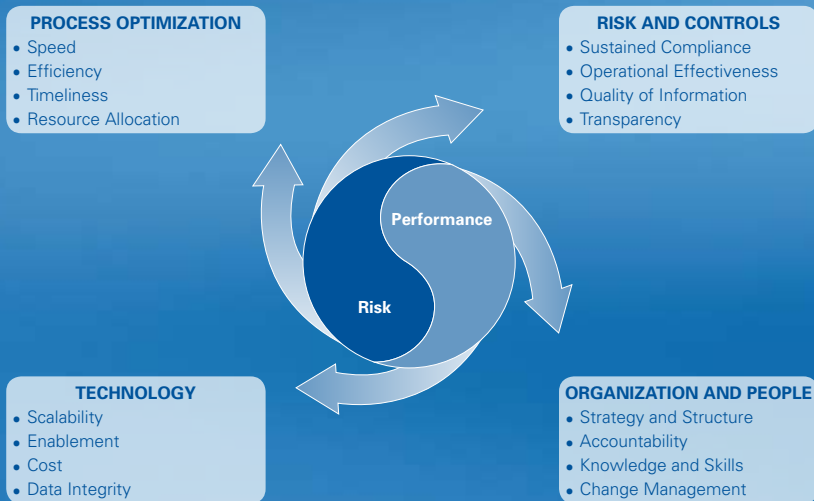 PROCESS OPTIMIZATION
• Speed
• Efficiency
• Timeliness
• Resource Allocation
RISK AND CONTROLS
• Sustained Compliance
• Operational Effectiveness
• Quality of Information
• Transparency
Performance
Risk
TECHNOLOGY
• Scalability
• Enablement
• Cost
• Data Integrity
ORGANIZATION AND PEOPLE
• Strategy and Structure
• Accountability
• Knowledge and Skills
• Change Management